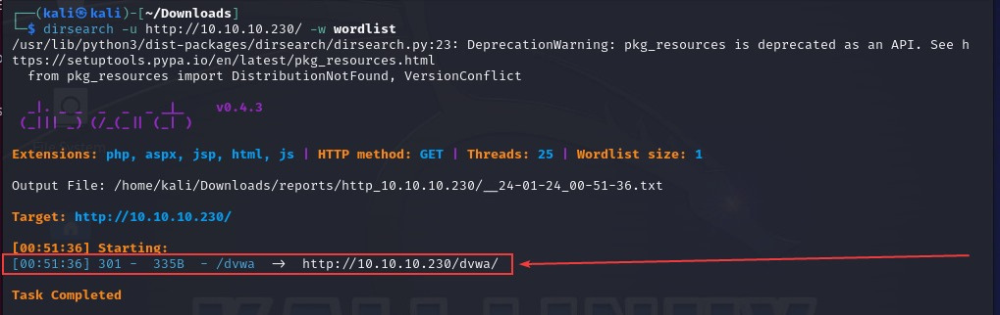 (kali㉿kali)-[~/Downloads]
$ dirsearch -u http://10.10.10.230/ -w wordlist
/usr/lib/python3/dist-packages/dirsearch/dirsearch.py:23: DeprecationWarning: pkg_resources is deprecated as an API. See h
ttps://setuptools.pypa.io/en/latest/pkg_resources.html
from pkg_resources import DistributionNotFound, VersionConflict
v0.4.3
Extensions: php, aspx, jsp, html, js | HTTP method: GET | Threads: 25 | Wordlist size: 1
Output File: /home/kali/Downloads/reports/http_10.10.10.230/__24-01-24_00-51-36.txt
Target: http://10.10.10.230/
[00:51:36] Starting:
[00:51:36] 301 -  335B  - /dvwa  ->  http://10.10.10.230/dvwa/
Task Completed